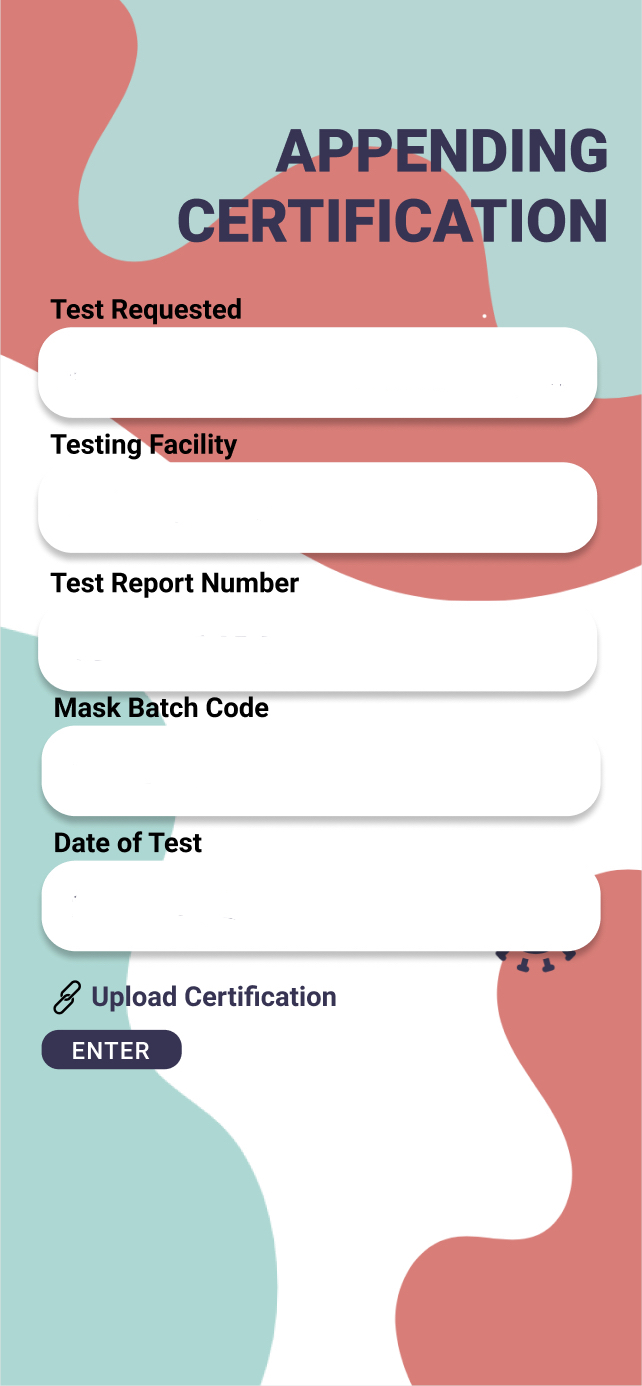 APPENDING
CERTIFICATION
Test Requested
Testing Facility
Test Report Number
Mask Batch Code
Date of Test
Upload Certification
ENTER